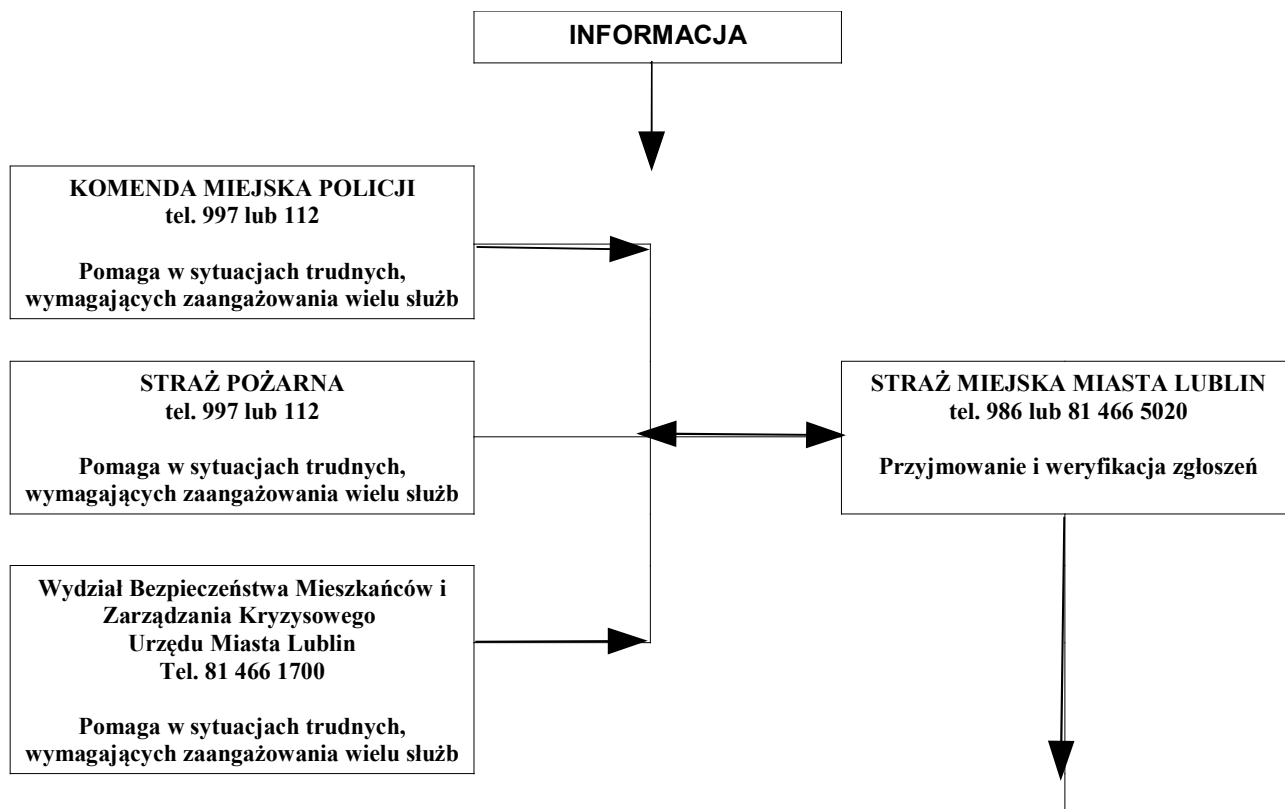 INFORMACJA
KOMENDA MIEJSKA POLICJI
tel. 997 lub 112
Pomaga w sytuacjach trudnych,
wymagających zaangażowania wielu służb
STRAŻ POŻARNA
tel. 997 lub 112
Pomaga w sytuacjach trudnych,
wymagających zaangażowania wielu służb
STRAŻ MIEJSKA MIASTA LUBLIN
tel. 986 lub 81 466 5020
Przyjmowanie i weryfikacja zgłoszeń
Wydział Bezpieczeństwa Mieszkańców i
Zarządzania Kryzysowego
Urzędu Miasta Lublin
Tel. 81 466 1700
Pomaga w sytuacjach trudnych,
wymagających zaangażowania wielu służb